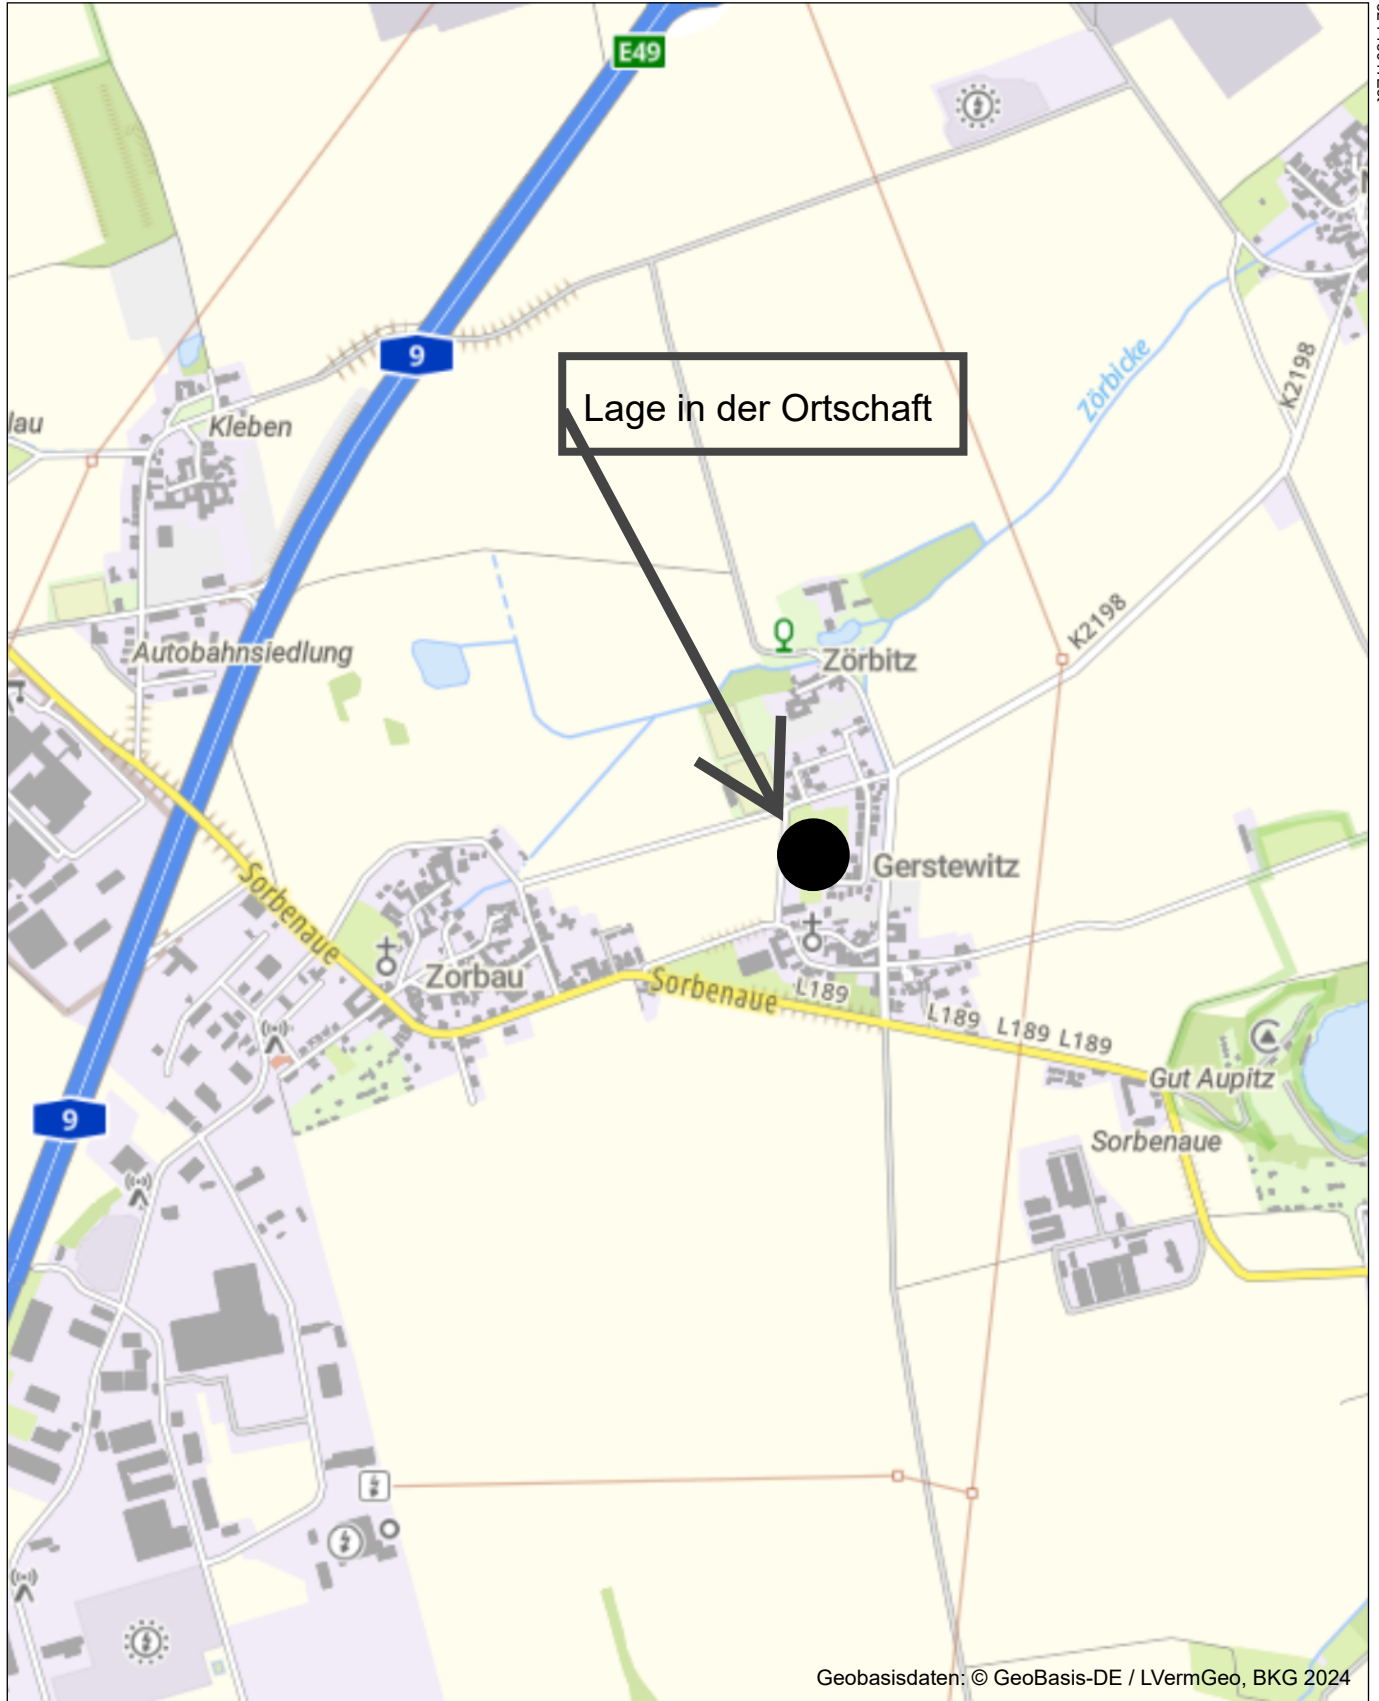 E49
9
Lage in der Ortschaft
Zörbicke
K2198
lau
Kleben
K2198
Autobahnsiedlung
Zörbitz
Gerstewitz
Sorbenaue
Zorbau
Sorbenaue
L189
L189
L189
L189
Gut Aupitz
9
Sorbenaue
Geobasisdaten: © GeoBasis-DE / LVermGeo, BKG 2024